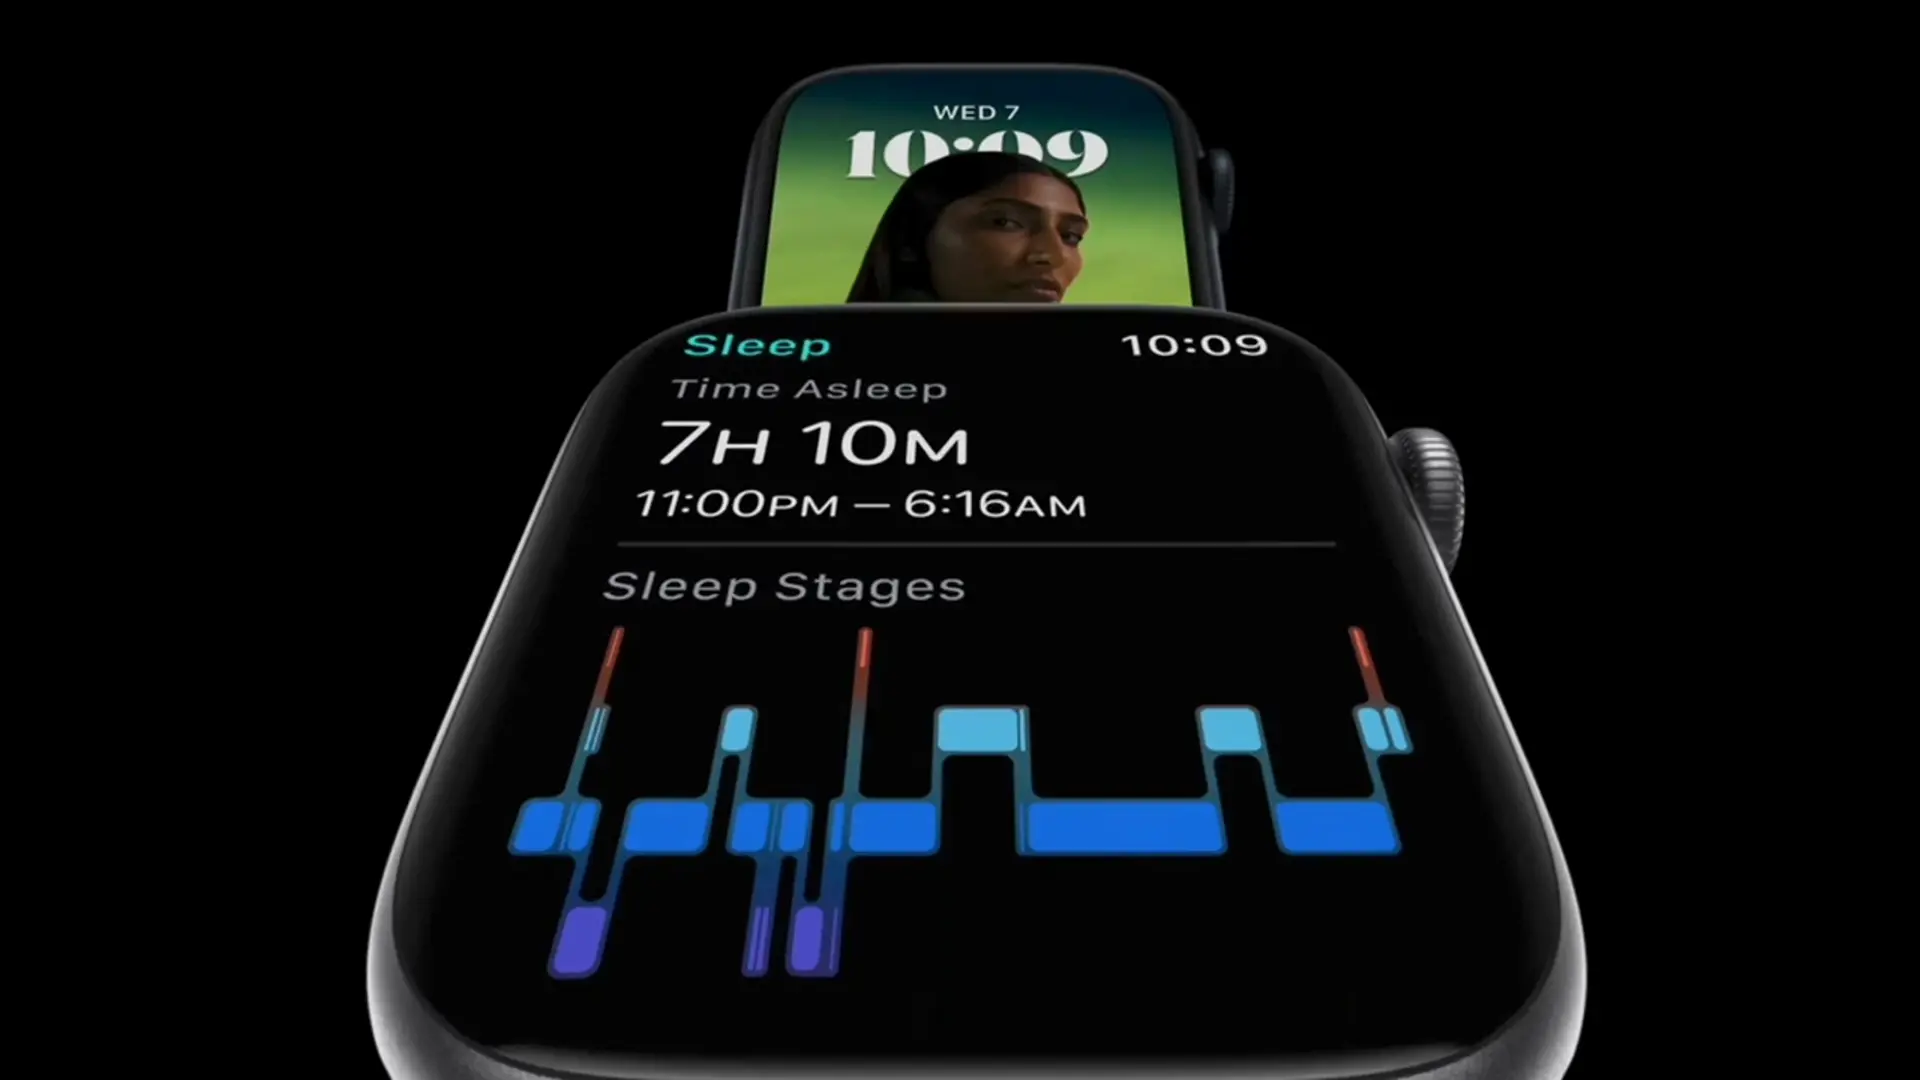 WED 7
10:09
Sleep 10:09
Time Asleep
7H 10M
11:00PM – 6:16AM
Sleep Stages